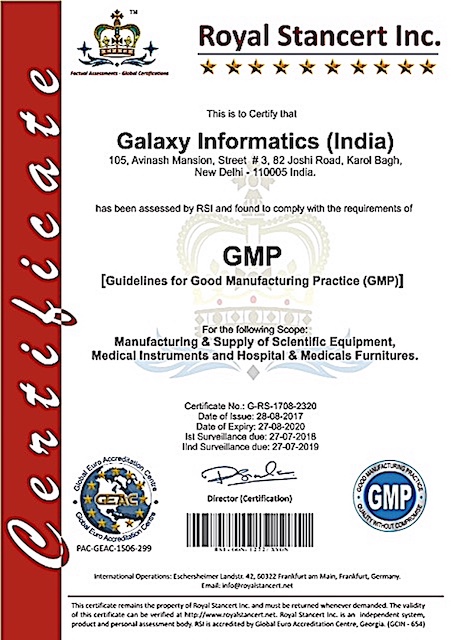 TM
Factual Assessments - Global Certifications
Royal Stancert Inc.
Certificate
This is to Certify that
Galaxy Informatics (India)
105, Avinash Mansion, Street # 3, 82 Joshi Road, Karol Bagh,
New Delhi - 110005 India.
has been assessed by RSI and found to comply with the requirements of
GMP
[Guidelines for Good Manufacturing Practice (GMP)]
For the following Scope:
Manufacturing & Supply of Scientific Equipment,
Medical Instruments and Hospital & Medicals Furnitures.
Certificate No.: G-RS-1708-2320
Date of Issue: 28-08-2017
Date of Expiry: 27-08-2020
Ist Surveillance due: 27-07-2018
IInd Surveillance due: 27-07-2019
Director (Certification)
Global Euro Accreditation Centre
GEAC
Global Euro Accreditation Centre
PAC-GEAC-1506-299
GOOD MANUFACTURING PRACTICE
GMP
QUALITY WITHOUT COMPROMISE
International Operations: Eschersheimer Landstr. 42, 60322 Frankfurt am Main, Frankfurt, Germany.
Email: info@royalstancert.net
This certificate remains the property of Royal Stancert Inc. and must be returned whenever demanded. The validity
of this certificate can be verified at http://www.royalstancert.net. Royal Stancert Inc. is an independent system,
product and personal assessment body. RSI is accredited by Global Euro Accreditation Centre, Georgia. (GCIN - 654)